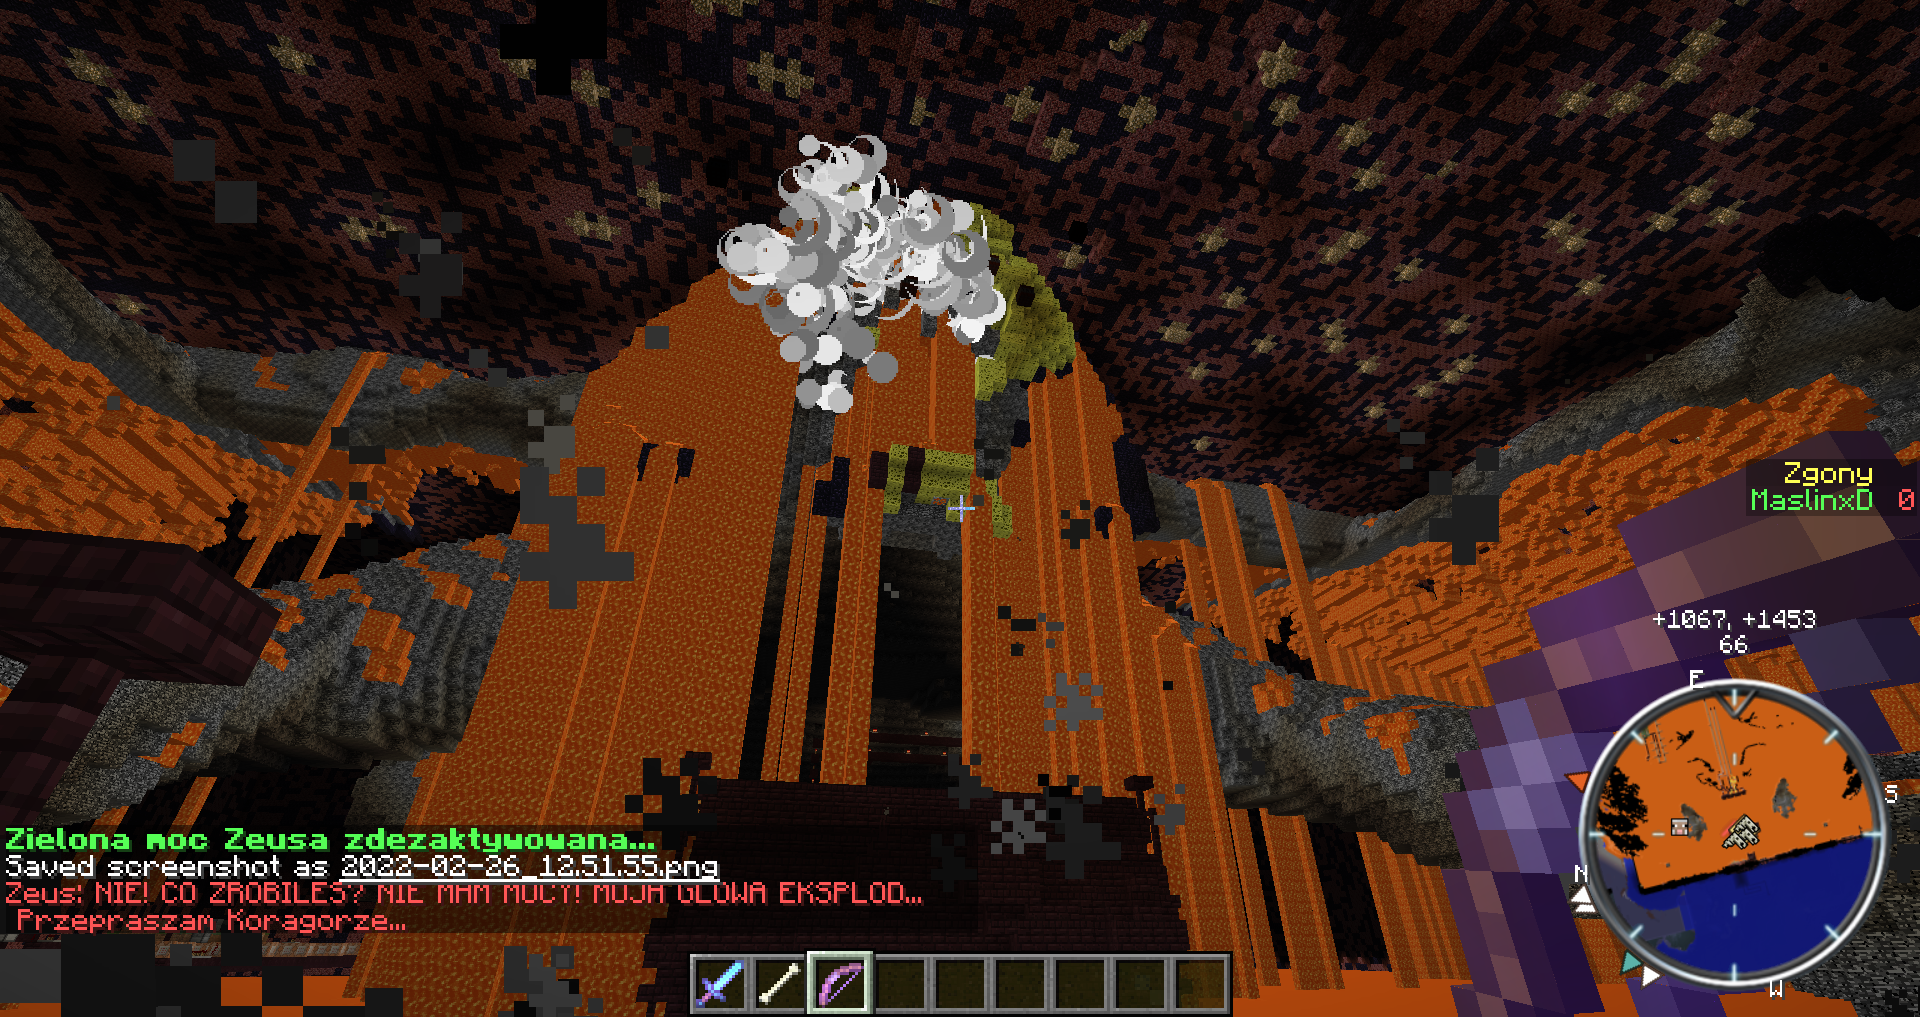 Zgony
MaslinxD 0
+1067, +1453
66
E
S
N
W
Zielona moc Zeusa zdezaktywowana...
Saved screenshot as 2022-02-26_12.51.55.png
Zeus: NIE! CO ZROBILES? NIE MAM MOCY! MOJA GLOWA EKSPLOD...
Przepraszam Koragorze...